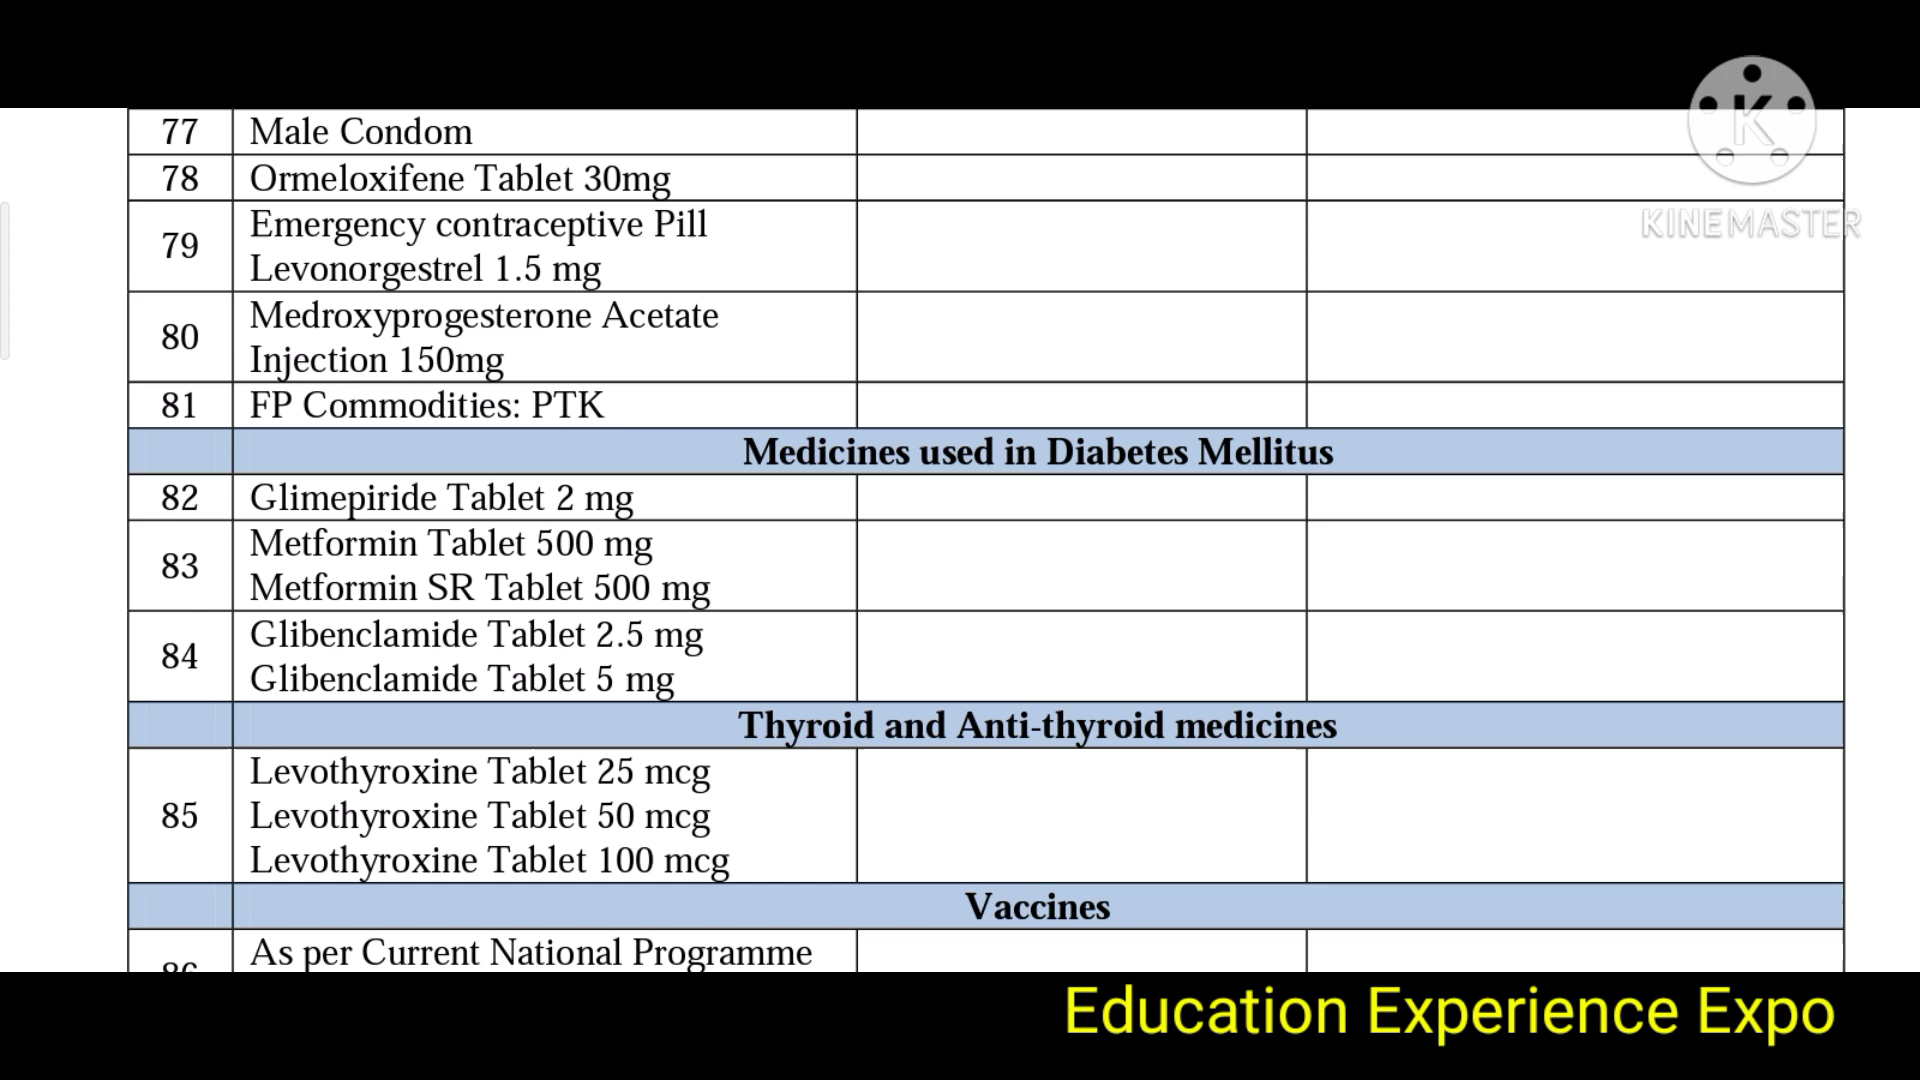 77 Male Condom
78 Ormeloxifene Tablet 30mg
79 Emergency contraceptive Pill
Levonorgestrel 1.5 mg
80 Medroxyprogesterone Acetate
Injection 150mg
81 FP Commodities: PTK
Medicines used in Diabetes Mellitus
82 Glimepiride Tablet 2 mg
83 Metformin Tablet 500 mg
Metformin SR Tablet 500 mg
84 Glibenclamide Tablet 2.5 mg
Glibenclamide Tablet 5 mg
Thyroid and Anti-thyroid medicines
85 Levothyroxine Tablet 25 mcg
Levothyroxine Tablet 50 mcg
Levothyroxine Tablet 100 mcg
Vaccines
86 As per Current National Programme
K
KINEMASTER
Education Experience Expo